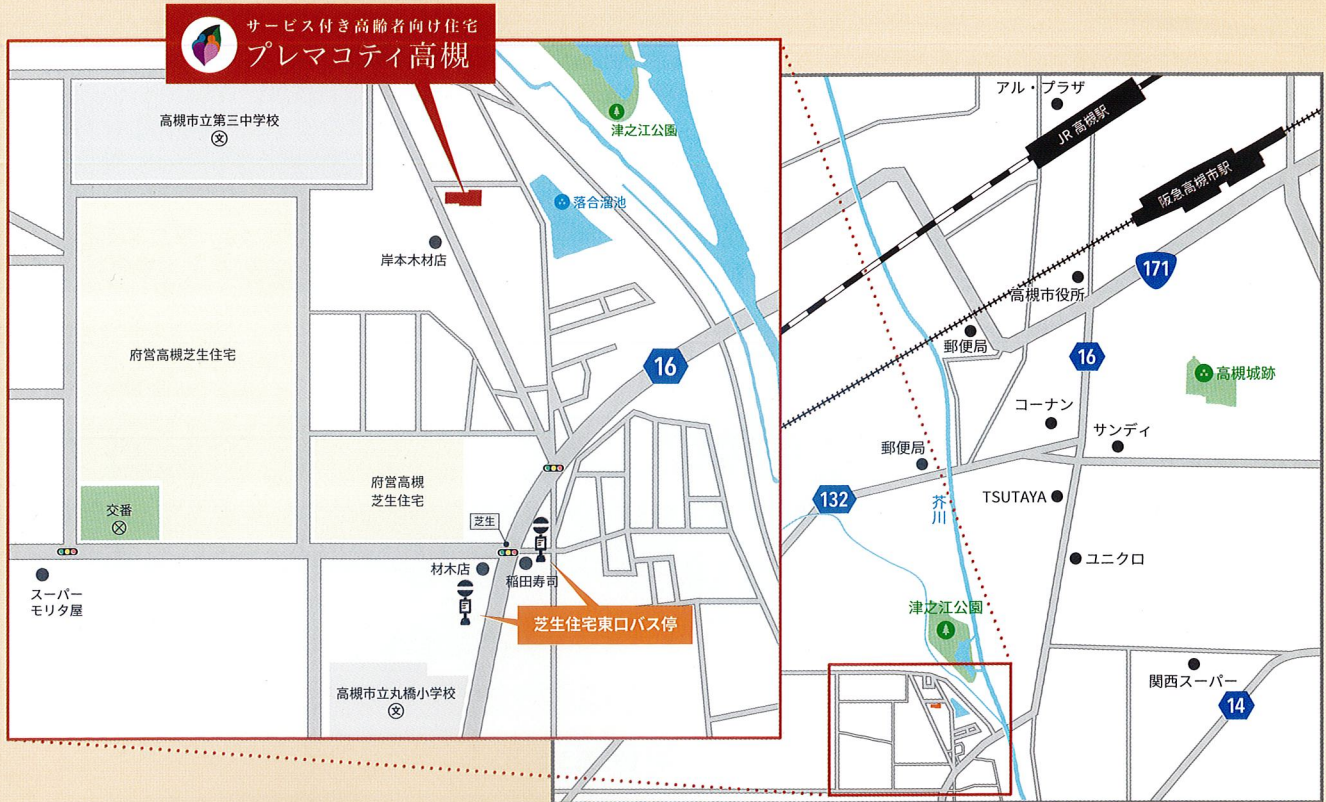 サービス付き高齢者向け住宅
プレマコティ高槻
高槻市立第三中学校
文
津之江公園
落合溜池
岸本木材店
府営高槻芝生住宅
16
府営高槻
芝生住宅
交番
芝生
材木店
稲田寿司
スーパー
モリタ屋
芝生住宅東口バス停
高槻市立丸橋小学校
文
アル・プラザ
JR 高槻駅
阪急高槻市駅
171
高槻市役所
郵便局
16
高槻城跡
コーナン
サンディ
郵便局
TSUTAYA
132
芥川
ユニクロ
津之江公園
関西スーパー
14